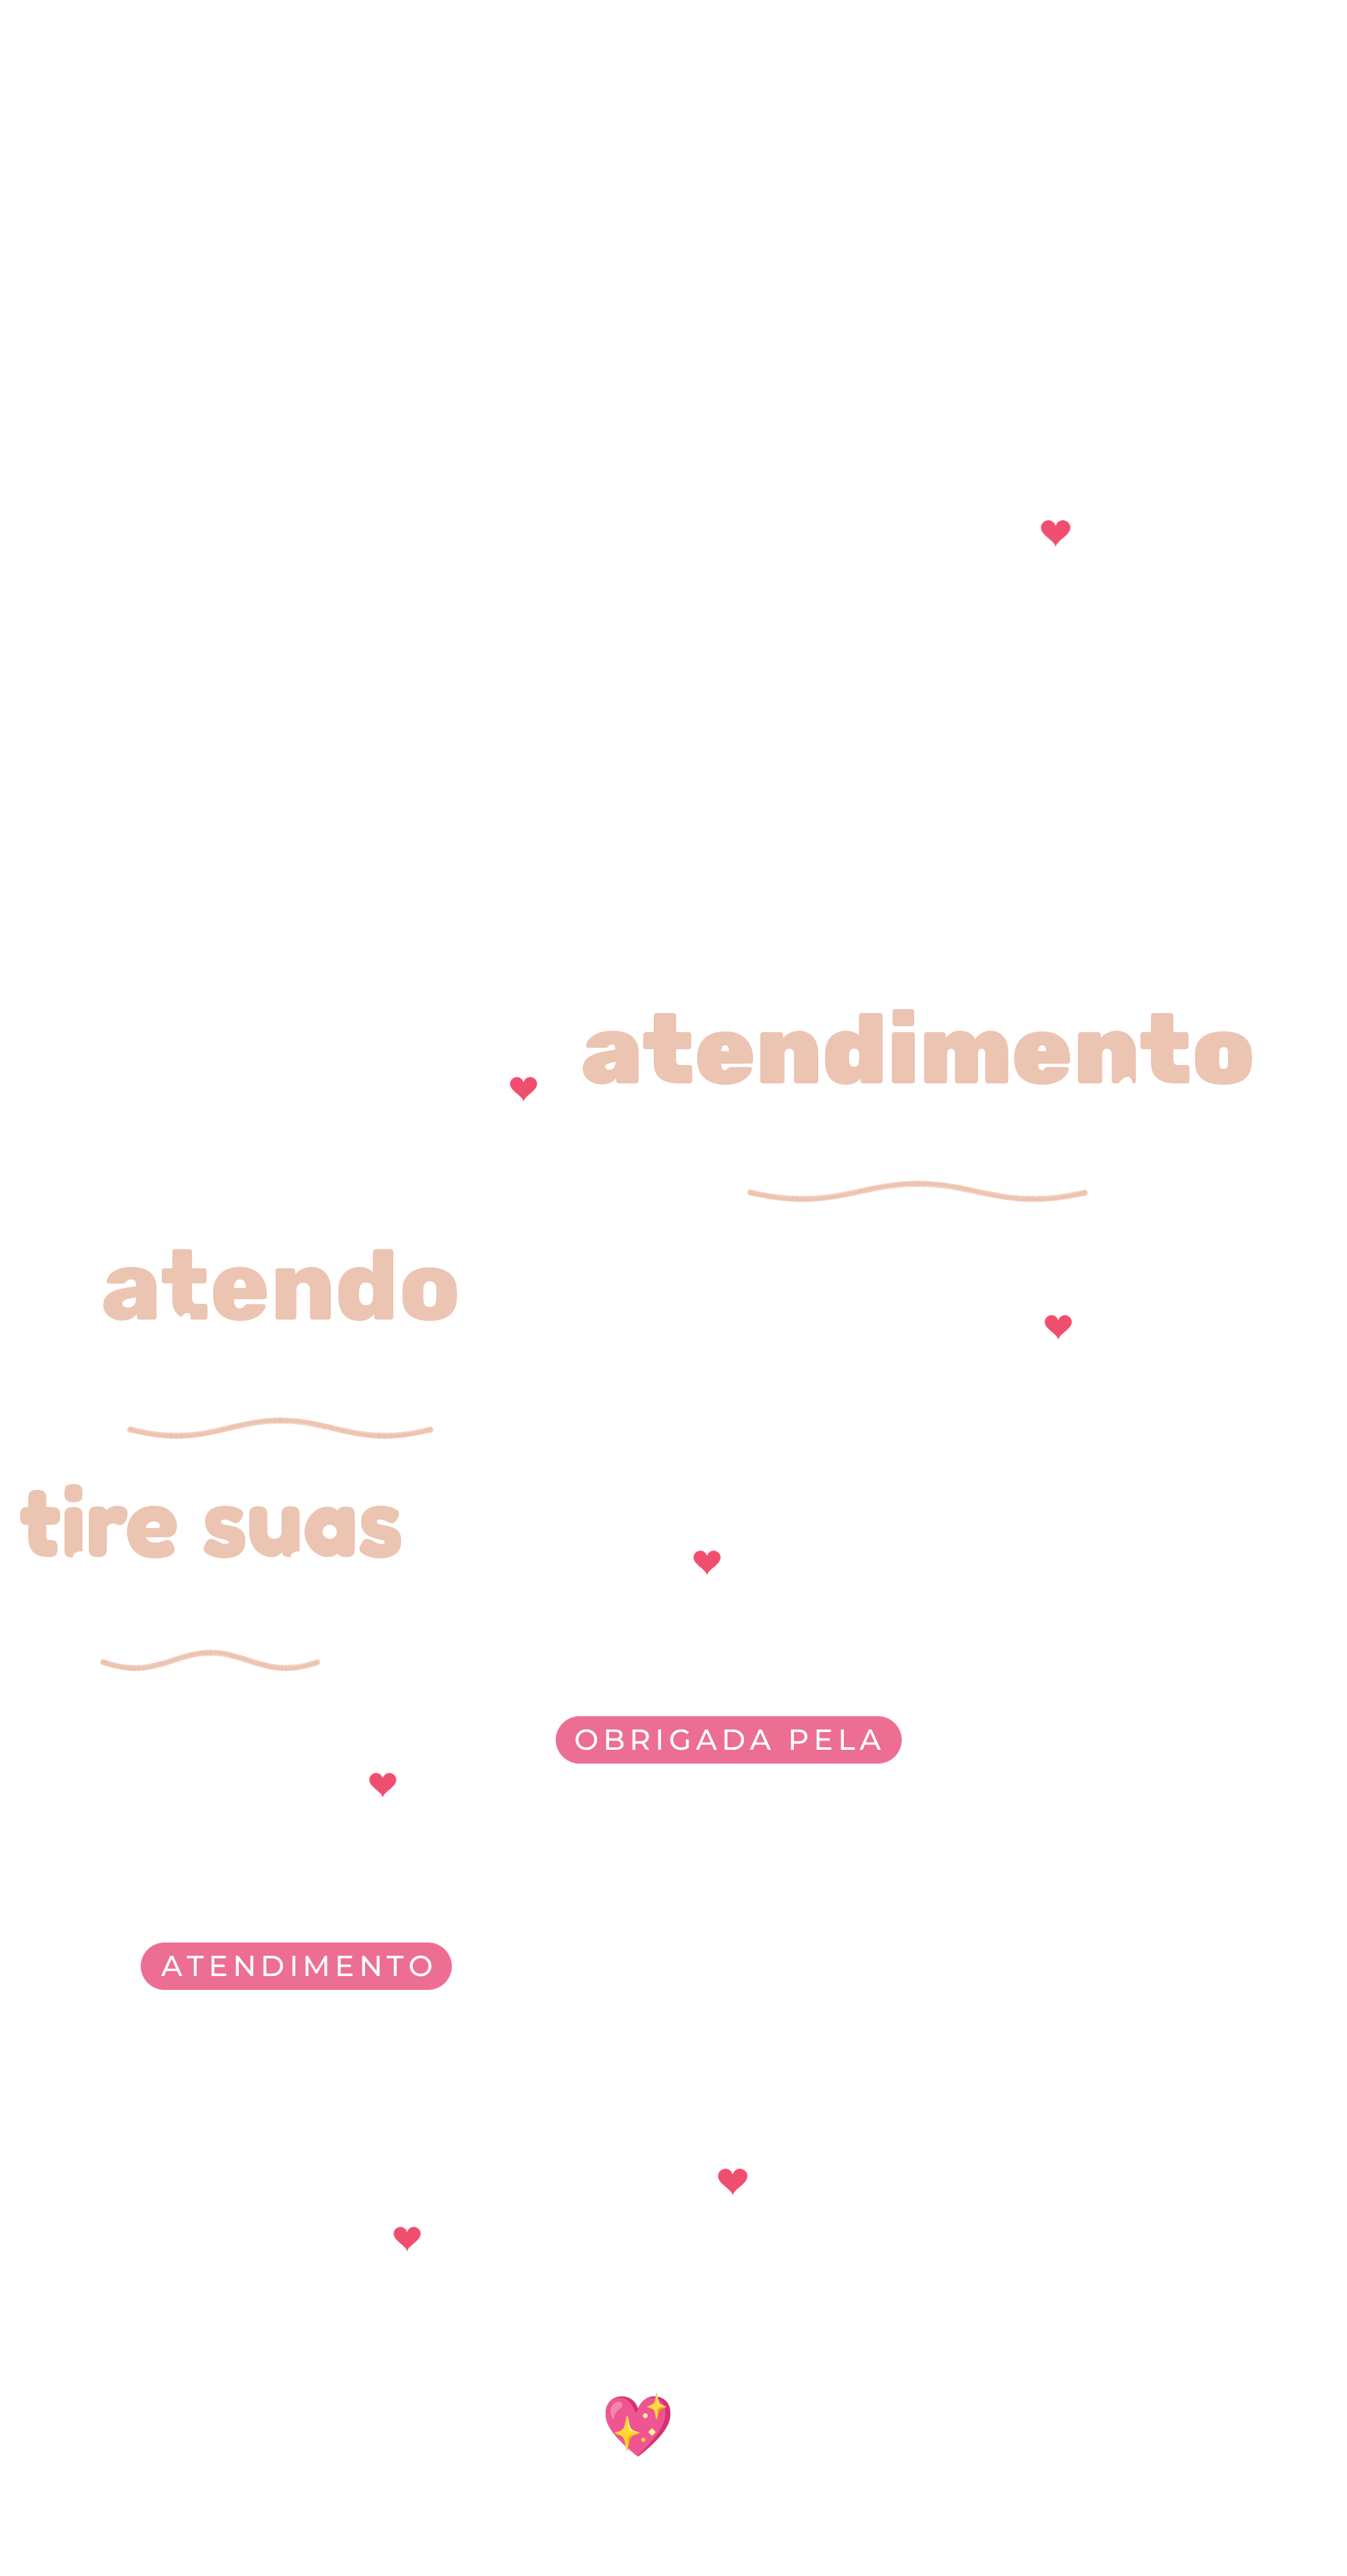 atendimento
atendo
tire suas
OBRIGADA PELA
ATENDIMENTO